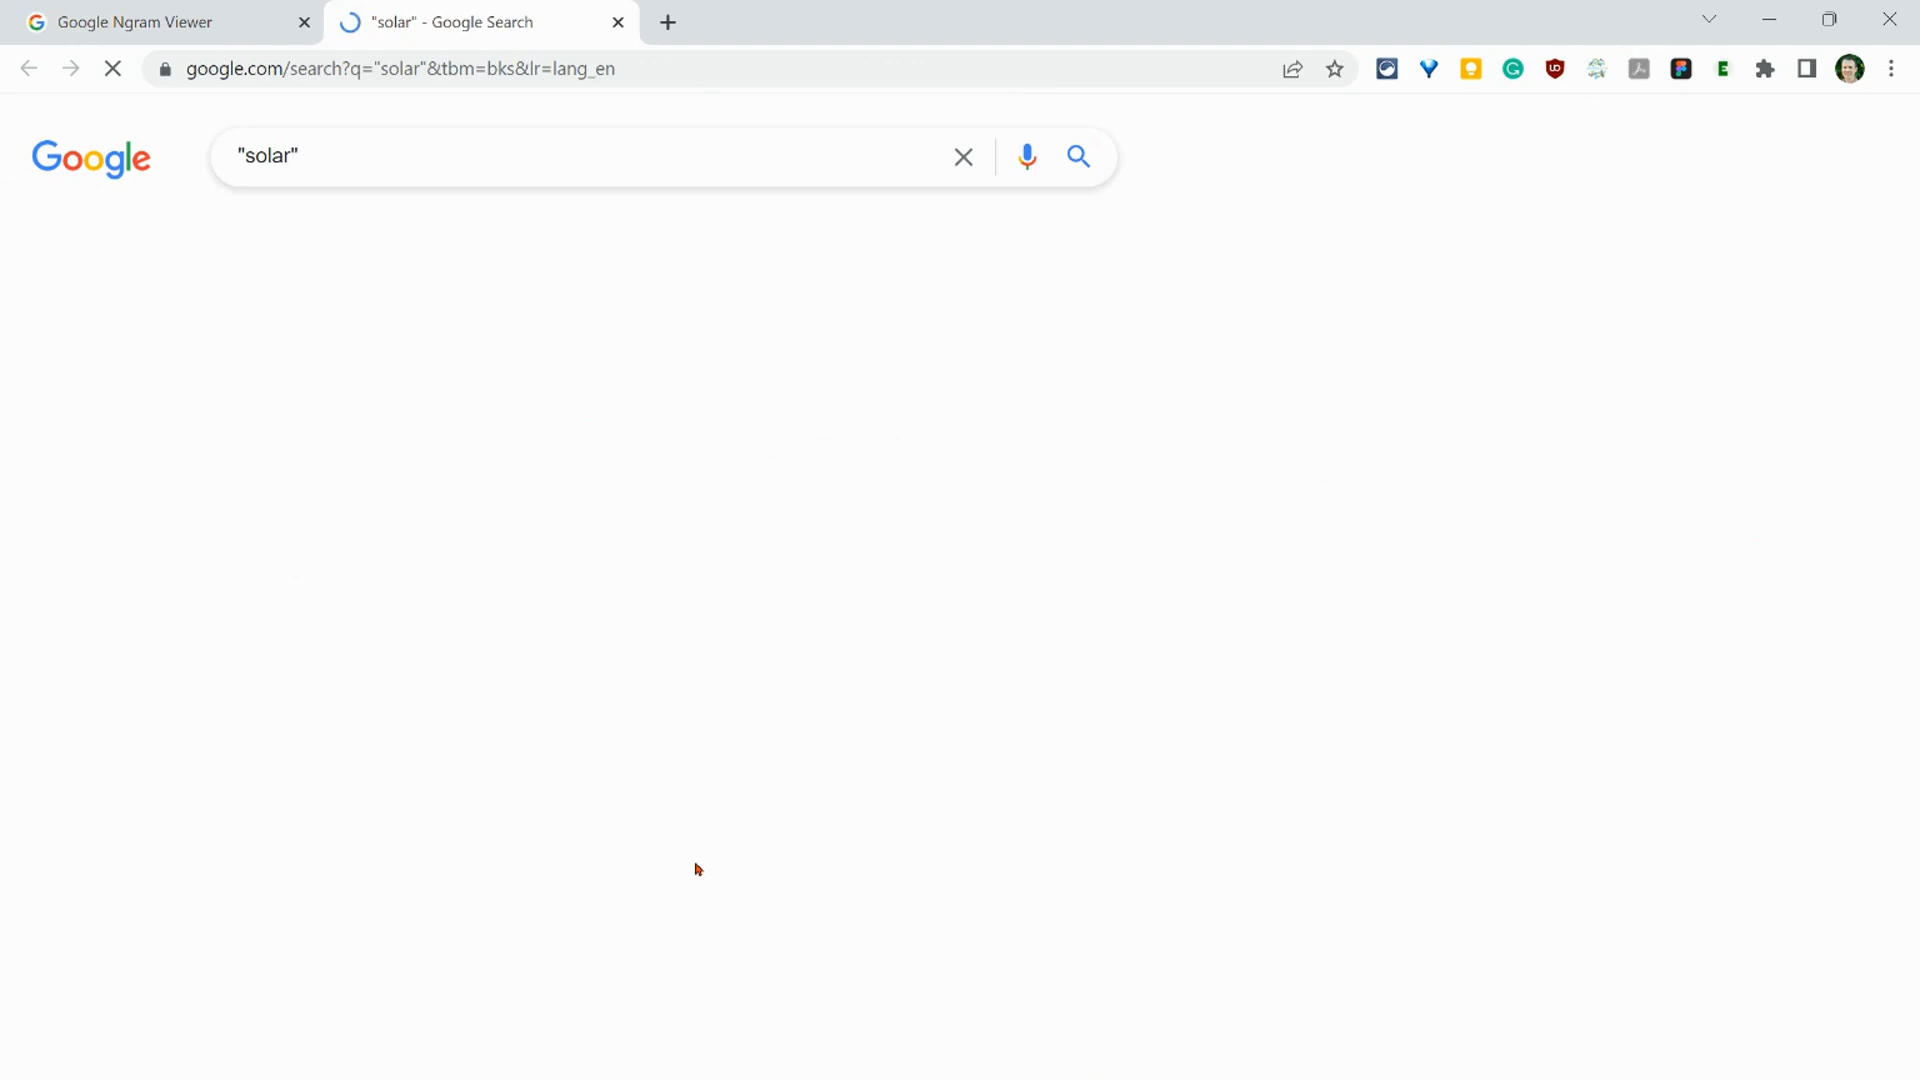 Google Ngram Viewer
"solar" - Google Search
google.com/search?q="solar"&tbm=bks&lr=lang_en
Google
"solar"